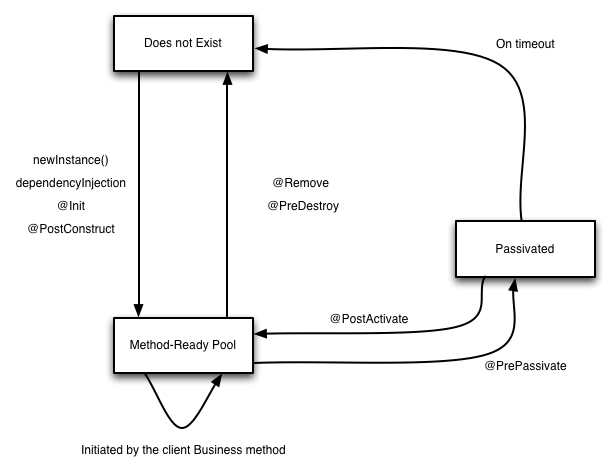 Does not Exist
On timeout
newInstance()
dependencyInjection
@Init
@PostConstruct
@Remove
@PreDestroy
Passivated
@PostActivate
Method-Ready Pool
@PrePassivate
Initiated by the client Business method